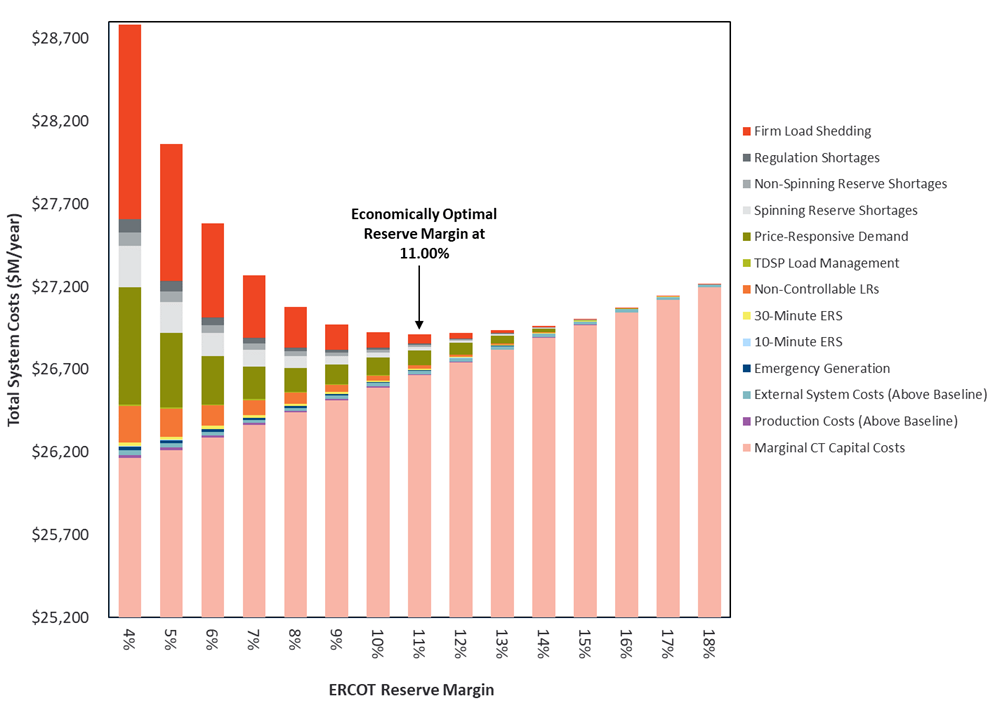 $28,700
$28,200
$27,700
$27,200
$26,700
$26,200
$25,700
$25,200
Total System Costs ($M/year)
Economically Optimal
Reserve Margin at
11.00%
4%
5%
6%
7%
8%
9%
10%
11%
12%
13%
14%
15%
16%
17%
18%
ERCOT Reserve Margin
Firm Load Shedding
Regulation Shortages
Non-Spinning Reserve Shortages
Spinning Reserve Shortages
Price-Responsive Demand
TDSP Load Management
Non-Controllable LRs
30-Minute ERS
10-Minute ERS
Emergency Generation
External System Costs (Above Baseline)
Production Costs (Above Baseline)
Marginal CT Capital Costs